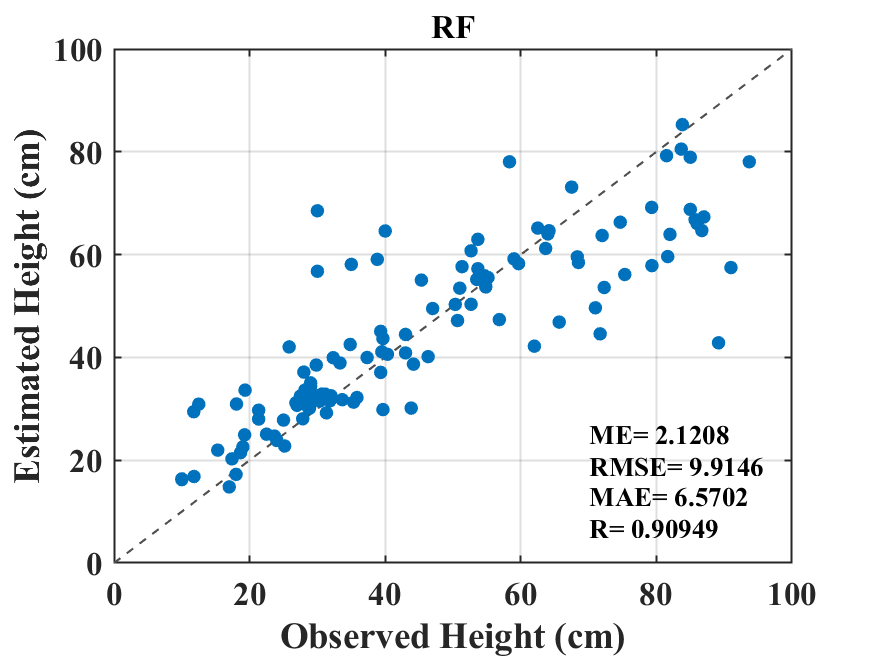 RF
100
80
60
40
20
0
Estimated Height (cm)
ME= 2.1208
RMSE= 9.9146
MAE= 6.5702
R= 0.90949
0 20 40 60 80 100
Observed Height (cm)